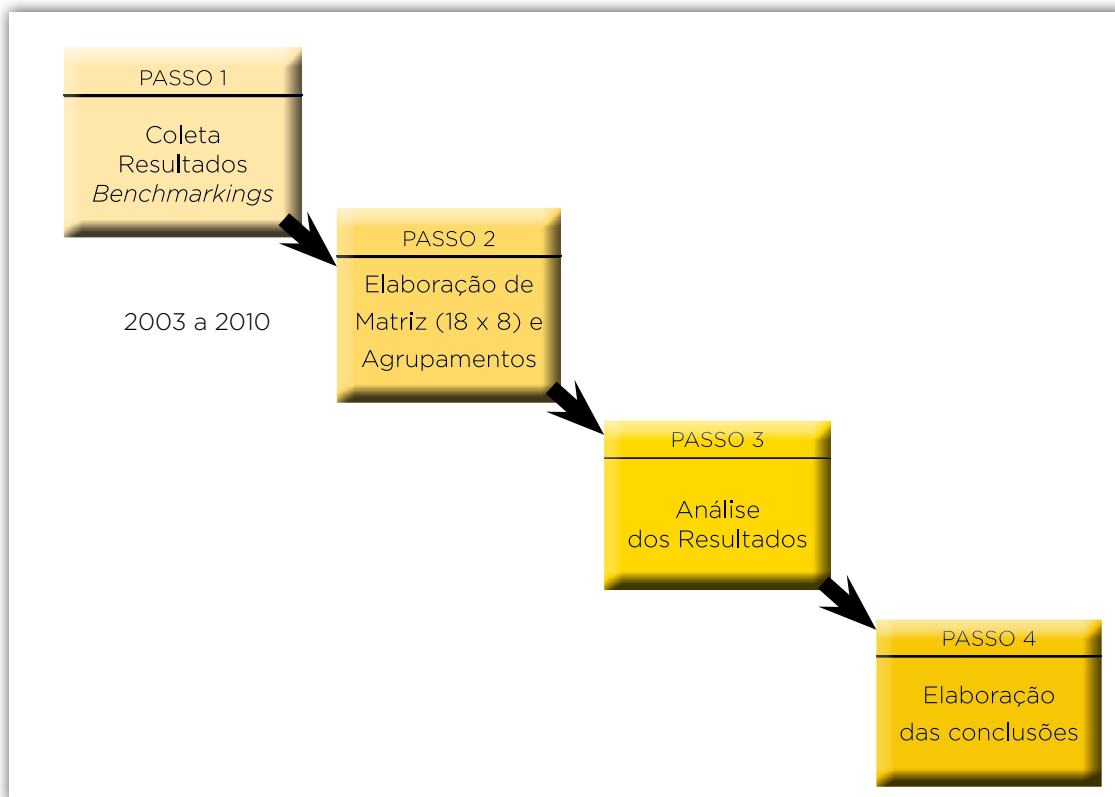 PASSO 1
Coleta
Resultados
Benchmarkings
2003 a 2010
PASSO 2
Elaboração de
Matriz (18 x 8) e
Agrupamentos
PASSO 3
Análise
dos Resultados
PASSO 4
Elaboração
das conclusões